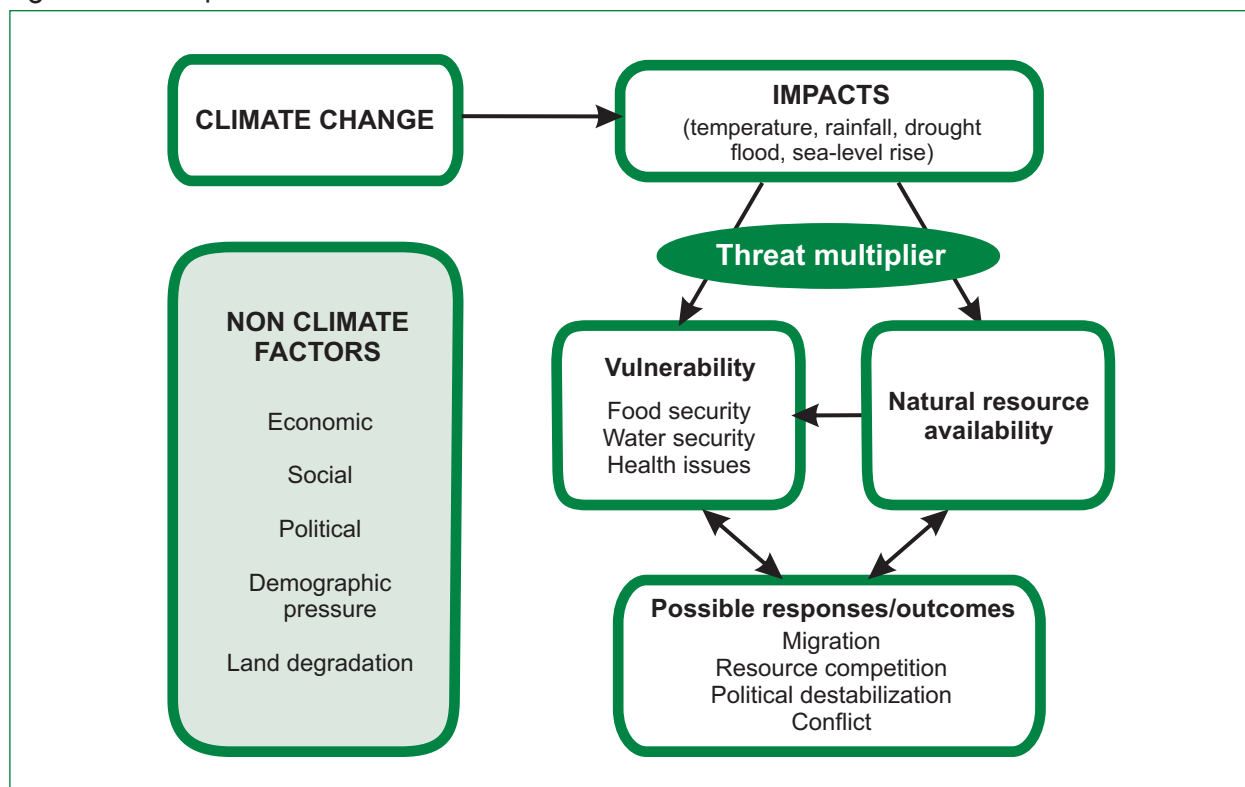 CLIMATE CHANGE
IMPACTS
(temperature, rainfall, drought
flood, sea-level rise)
Threat multiplier
NON CLIMATE
FACTORS
Economic
Social
Political
Demographic
pressure
Land degradation
Vulnerability
Food security
Water security
Health issues
Natural resource
availability
Possible responses/outcomes
Migration
Resource competition
Political destabilization
Conflict